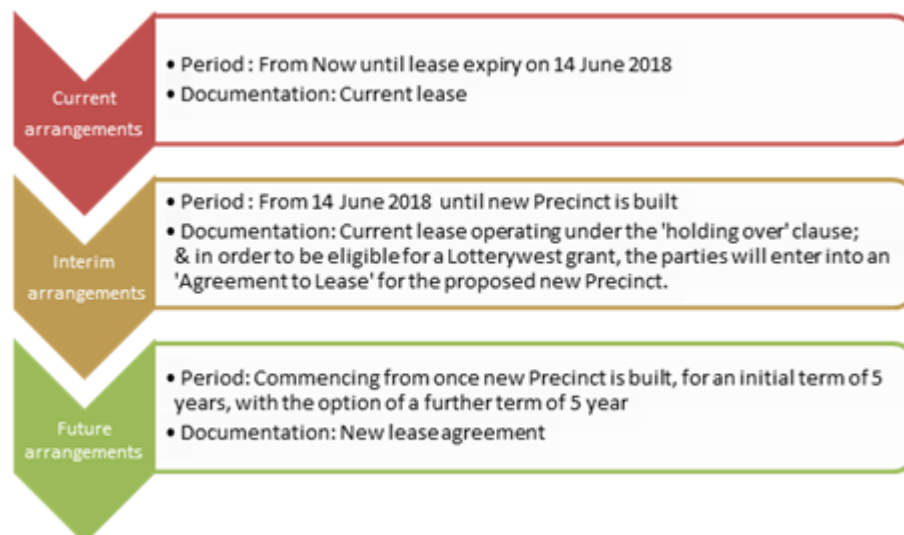 Current
arrangements
• Period : From Now until lease expiry on 14 June 2018
• Documentation: Current lease
Interim
arrangements
• Period : From 14 June 2018 until new Precinct is built
• Documentation: Current lease operating under the 'holding over' clause;
& in order to be eligible for a Lotterywest grant, the parties will enter into an
'Agreement to Lease' for the proposed new Precinct.
Future
arrangements
• Period: Commencing from once new Precinct is built, for an initial term of 5
years, with the option of a further term of 5 year
• Documentation: New lease agreement